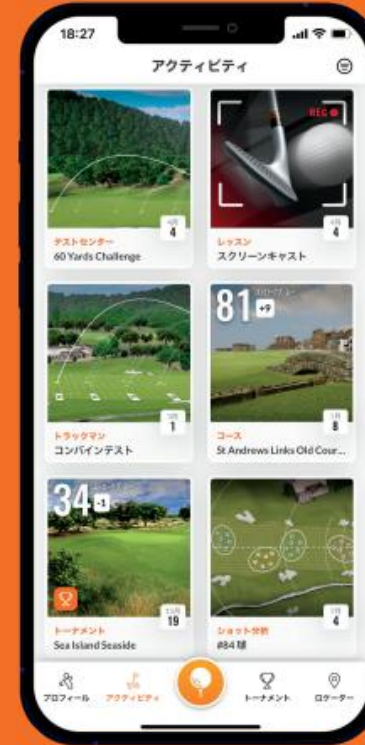 18:27
アクティビティ
4月
4
テストセンター
60 Yards Challenge
REC
4月
4
レッスン
スクリーンキャスト
1
トラックマン
コンバインテスト
81 +9
8
コース
St Andrews Links Old Cour...
34 -1
19
トーナメント
Sea Island Seaside
4
ショット分析
#84 球
プロフィール
アクティビティ
トーナメント
ロケーター